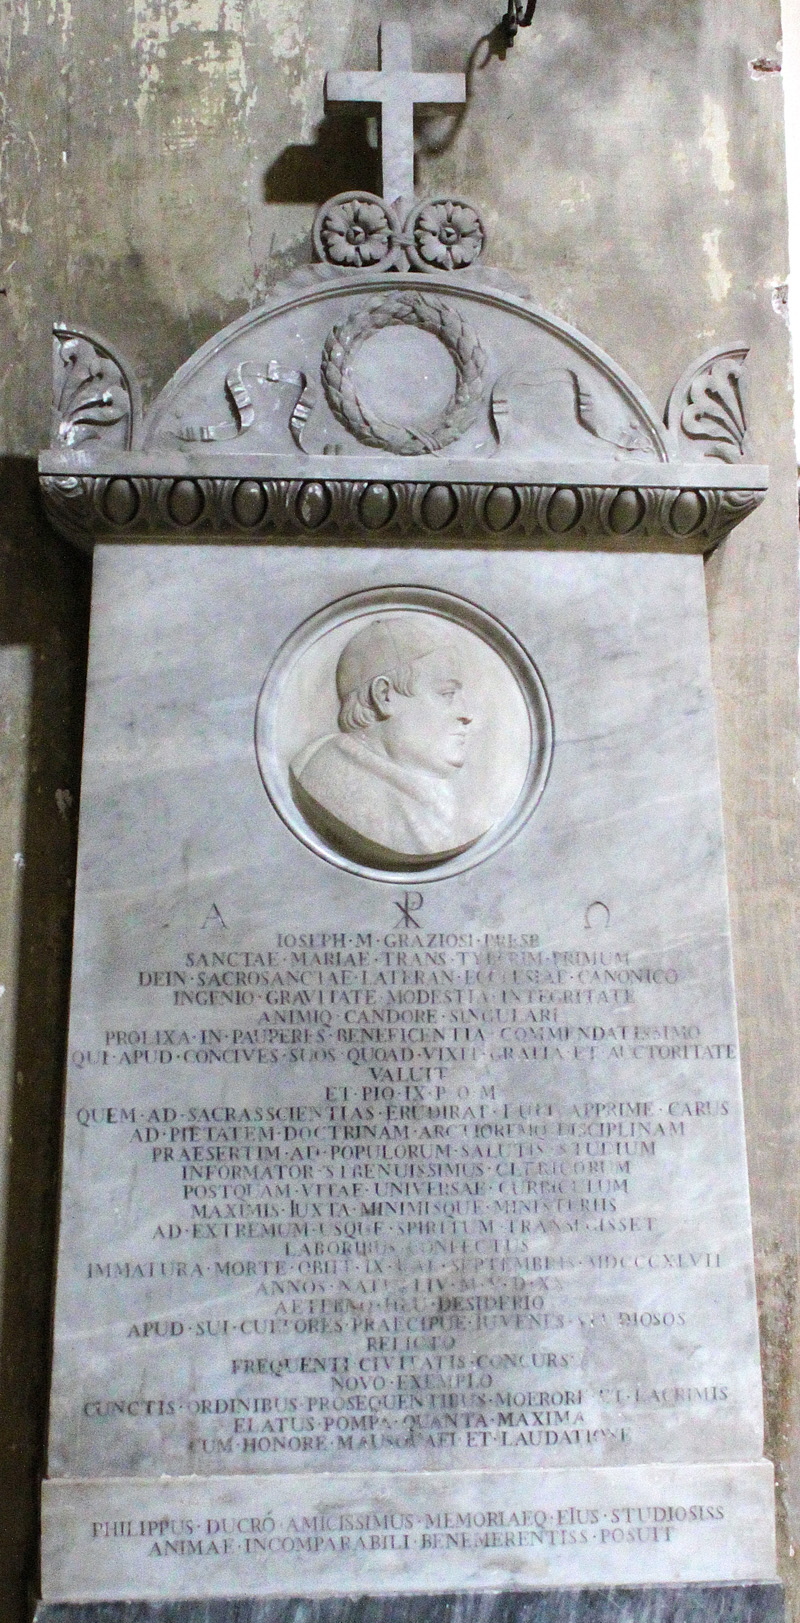 Α ☧ Ω
IOSEPH·M·GRAZIOSI·PRESB
SANCTAE·MARIAE·TRANS·TYBERIM·PRIMUM
DEIN·SACROSANCTAE·LATERAN·ECCLESIAE·CANONICO
INGENIO·GRAVITATE·MODESTIA·INTEGRITATE
ANIMIQ·CANDORE·SINGULARI
PROLIXA·IN·PAUPERES·BENEFICENTIA·COMMENDATISSIMO
QUI·APUD·CONCIVES·SUOS·QUOAD·VIXIT·GRATIA·ET·AUCTORITATE
VALUIT
ET·PIO·IX·P·O·M
QUEM·AD·SACRAS·SCIENTIAS·ERUDIRAT·FUIT·APPRIME·CARUS
AD·PIETATEM·DOCTRINAM·ARCTIOREMQ·DISCIPLINAM
PRAESERTIM·AD·POPULORUM·SALUTIS·STUDIUM
INFORMATOR·STRENUISSIMUS·CLERICORUM
POSTQUAM·VITAE·UNIVERSAE·CURRICULUM
MAXIMIS·IUXTA·MINIMISQUE·MINISTERIIS
AD·EXTREMUM·USQUE·SPIRITUM·TRANSEGISSET
LABORIBUS·CONFECTUS
IMMATURA·MORTE·OBIIT·IX·KAL·SEPTEMBRIS·MDCCCXLVII
ANNOS·NATUS·LIV·M·V·D·XX
AETERNO·HEU·DESIDERIO
APUD·SUI·CULTORES·PRAECIPUE·IUVENES·STUDIOSOS
RELICTO
FREQUENTI·CIVITATIS·CONCURSU
NOVO·EXEMPLO
CUNCTIS·ORDINIBUS·PROSEQUENTIBUS·MOERORE·ET·LACRIMIS
ELATUS·POMPA·QUANTA·MAXIMA
CUM·HONORE·MAUSOLAEI·ET·LAUDATIONE
PHILIPPUS·DUCRÓ·AMICISSIMUS·MEMORIAEQ·EIUS·STUDIOSISS
ANIMAE·INCOMPARABILI·BENEMERENTISS·POSUIT